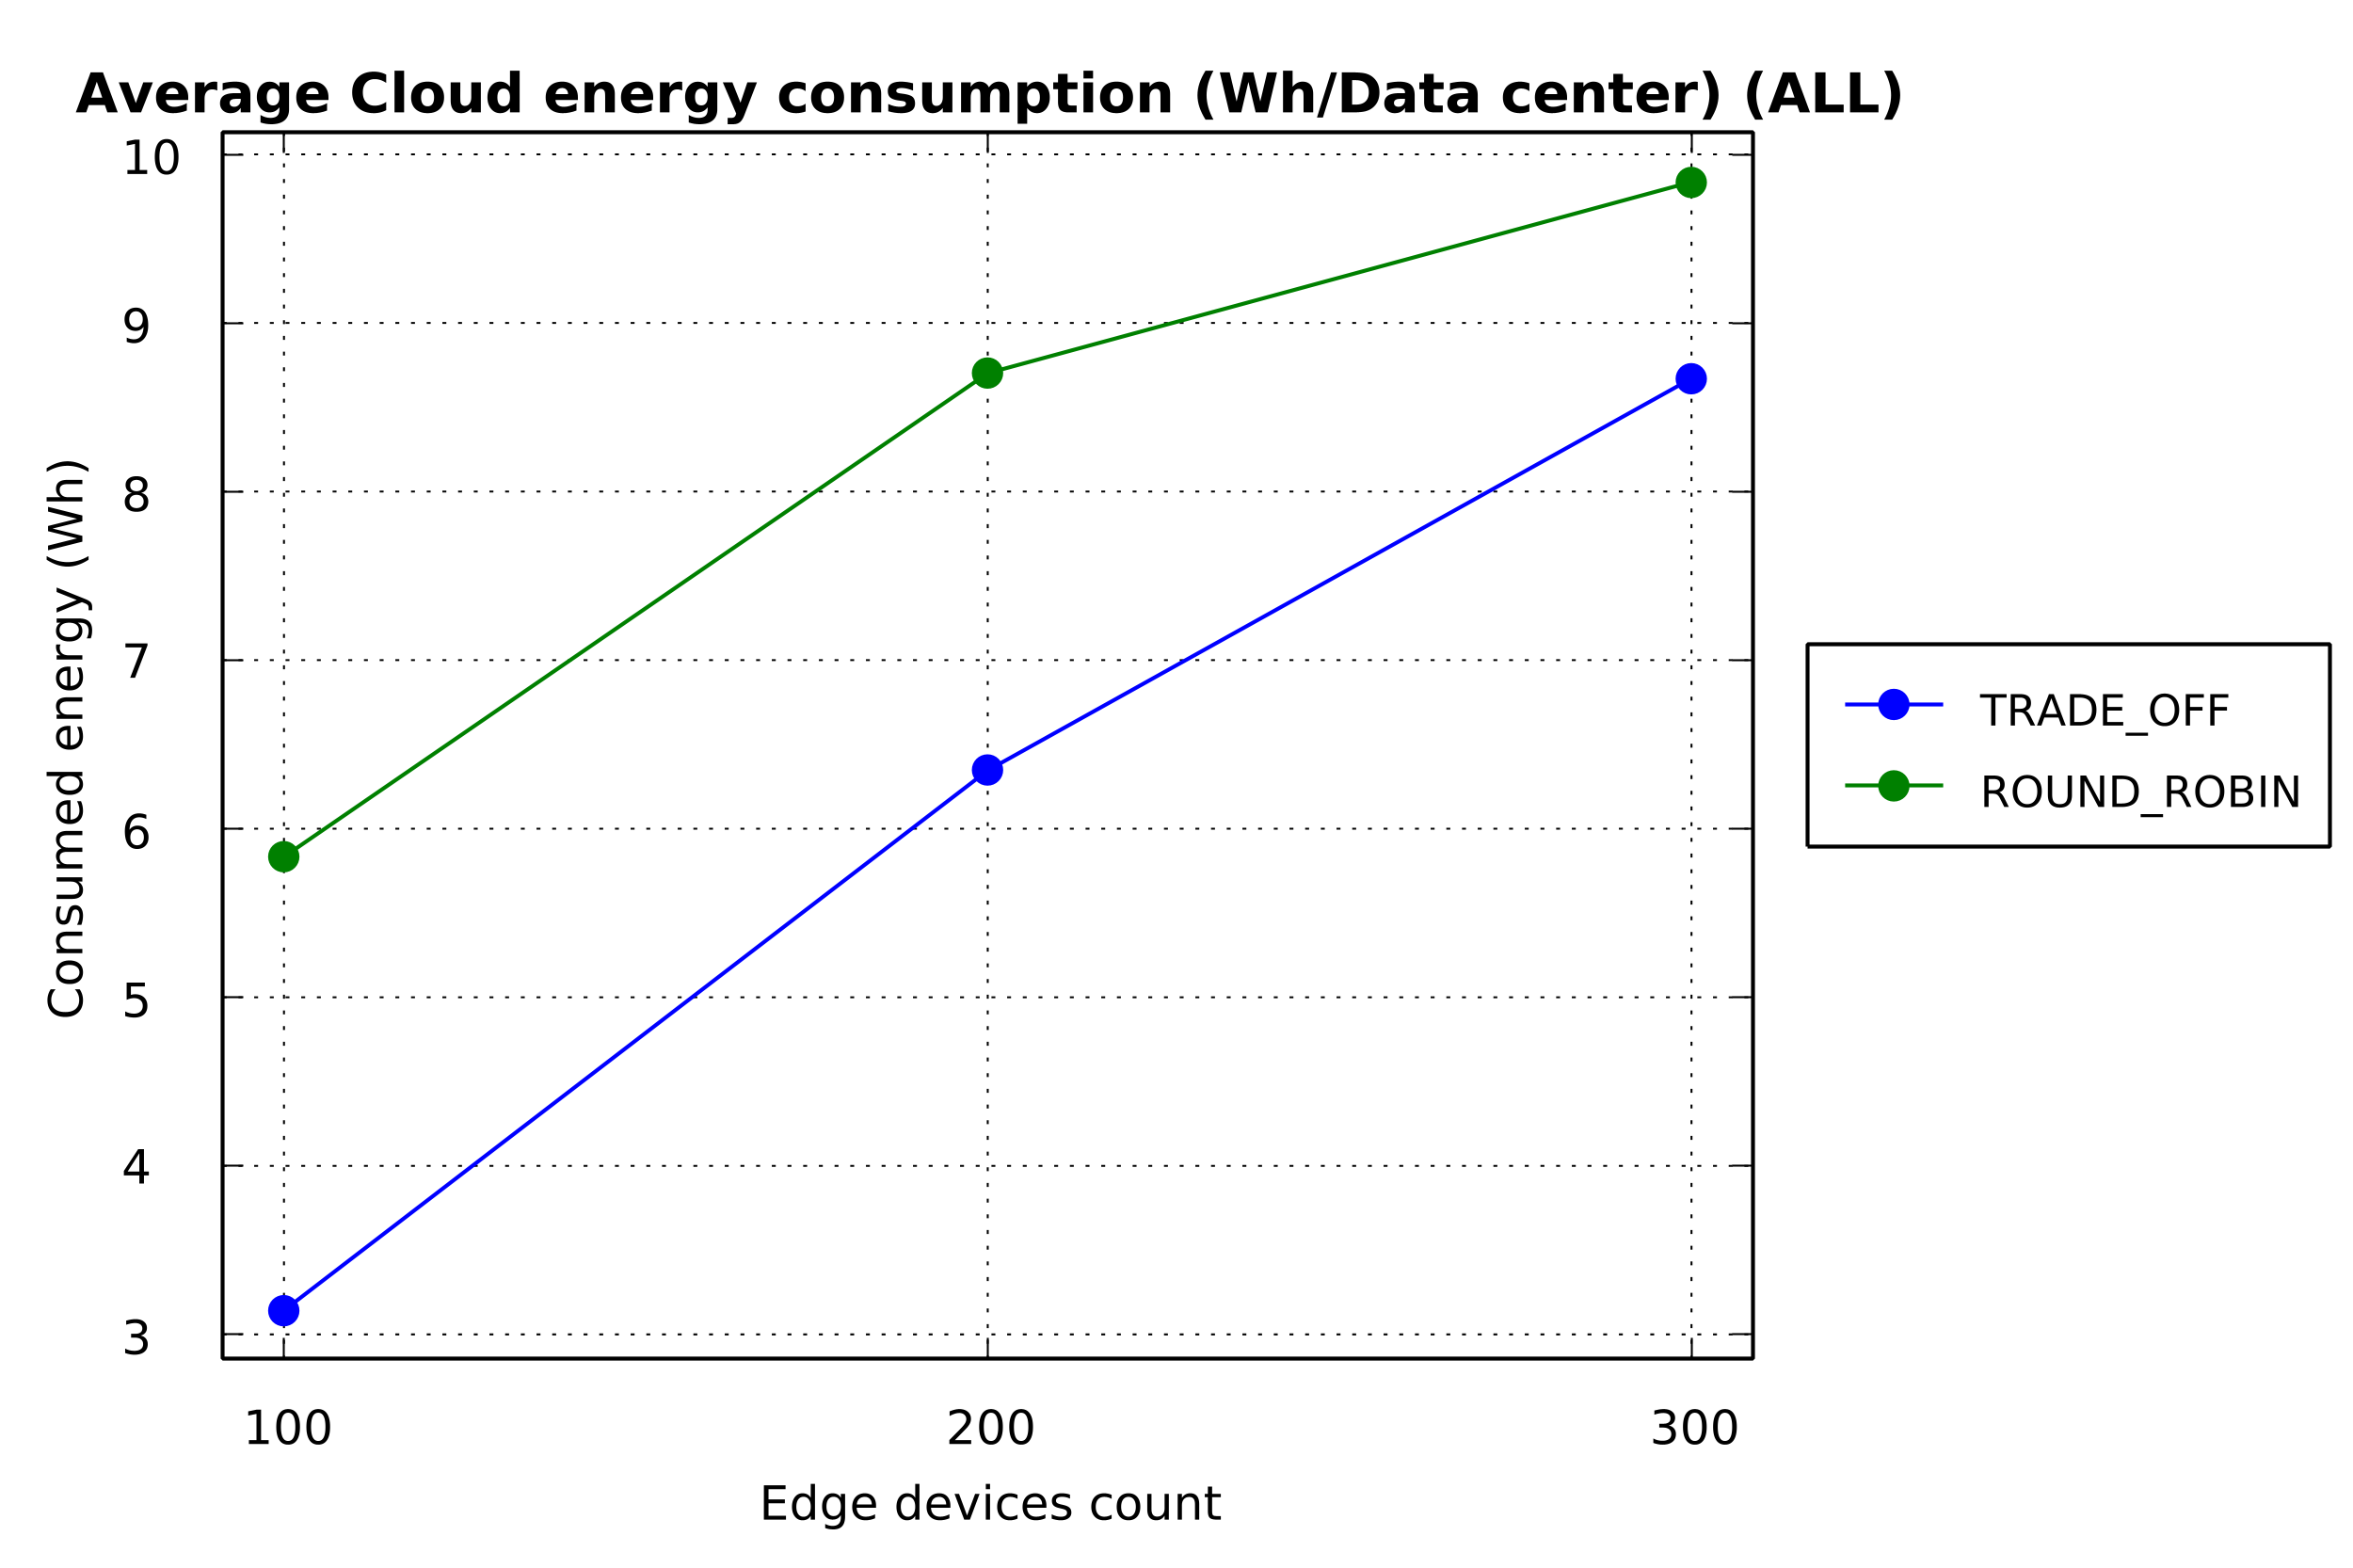 Average Cloud energy consumption (Wh/Data center) (ALL)
Consumed energy (Wh)
10
9
8
7
6
5
4
3
100
200
300
Edge devices count
TRADE_OFF
ROUND_ROBIN